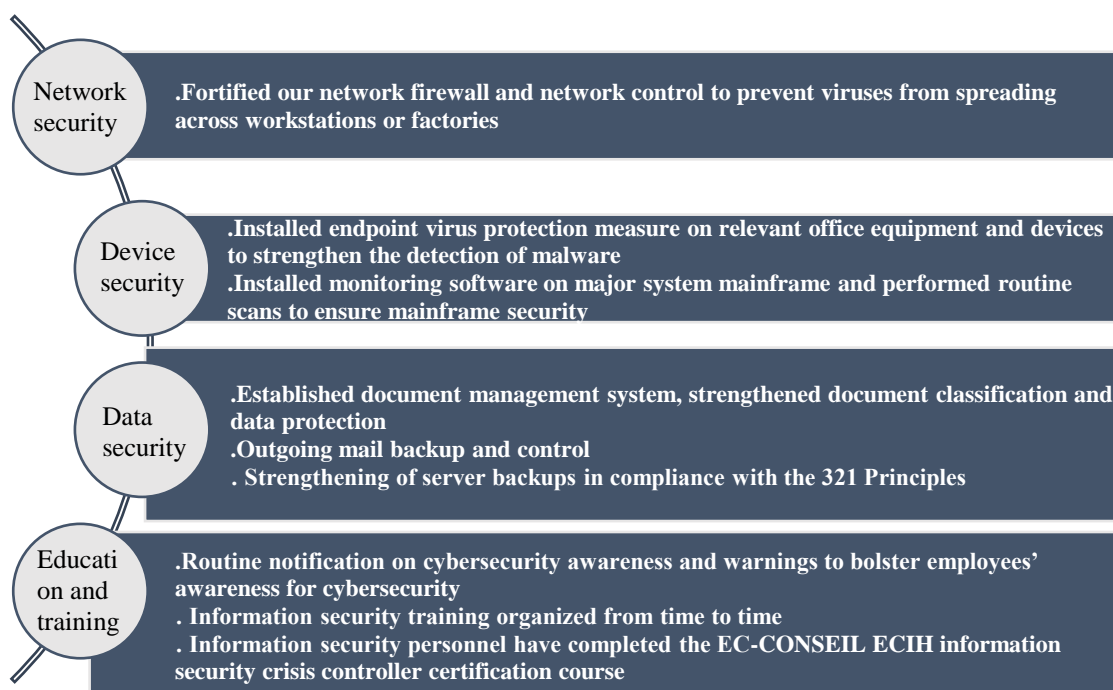 Network
security
.Fortified our network firewall and network control to prevent viruses from spreading
across workstations or factories
Device
security
.Installed endpoint virus protection measure on relevant office equipment and devices
to strengthen the detection of malware
.Installed monitoring software on major system mainframe and performed routine
scans to ensure mainframe security
Data
security
.Established document management system, strengthened document classification and
data protection
.Outgoing mail backup and control
. Strengthening of server backups in compliance with the 321 Principles
Educati
on and
training
.Routine notification on cybersecurity awareness and warnings to bolster employees’
awareness for cybersecurity
. Information security training organized from time to time
. Information security personnel have completed the EC-CONSEIL ECIH information
security crisis controller certification course